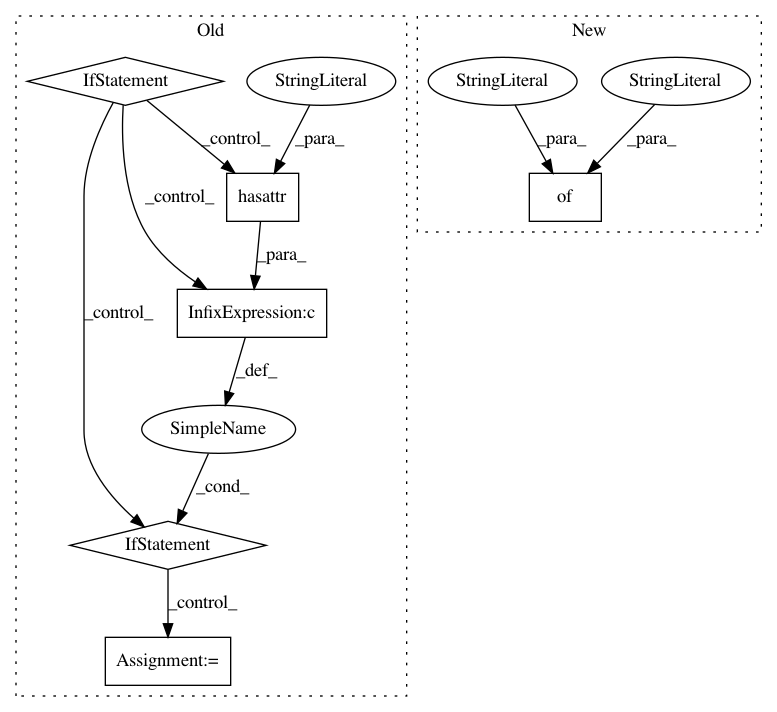 Old
New
IfStatement
StringLiteral
StringLiteral
StringLiteral
_control_
_para_
_para_
_para_
hasattr
of
_control_
_para_
_control_
InfixExpression:c
_def_
SimpleName
_cond_
IfStatement
_control_
Assignment:=